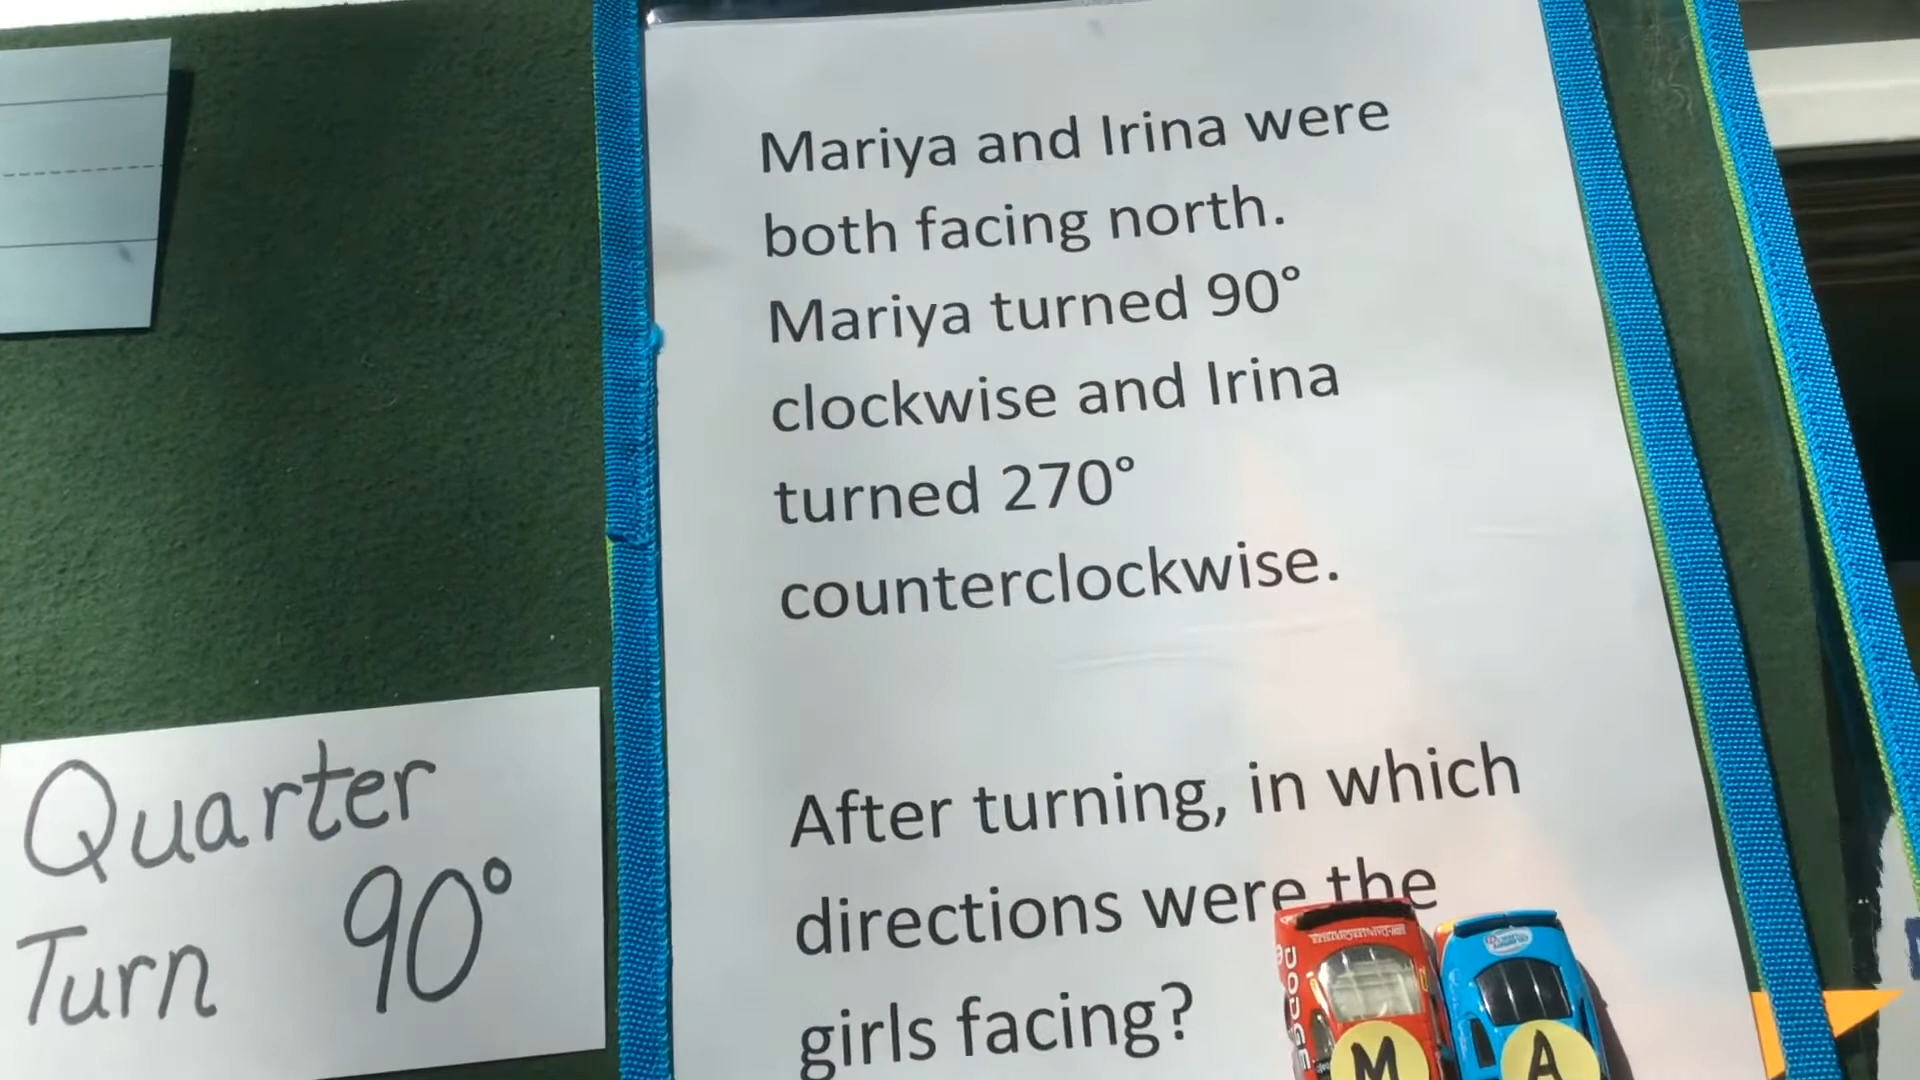 Mariya and Irina were
both facing north.
Mariya turned 90°
clockwise and Irina
turned 270°
counterclockwise.
After turning, in which
directions were the
girls facing?
Quarter
Turn 90°
DODGE
M
A